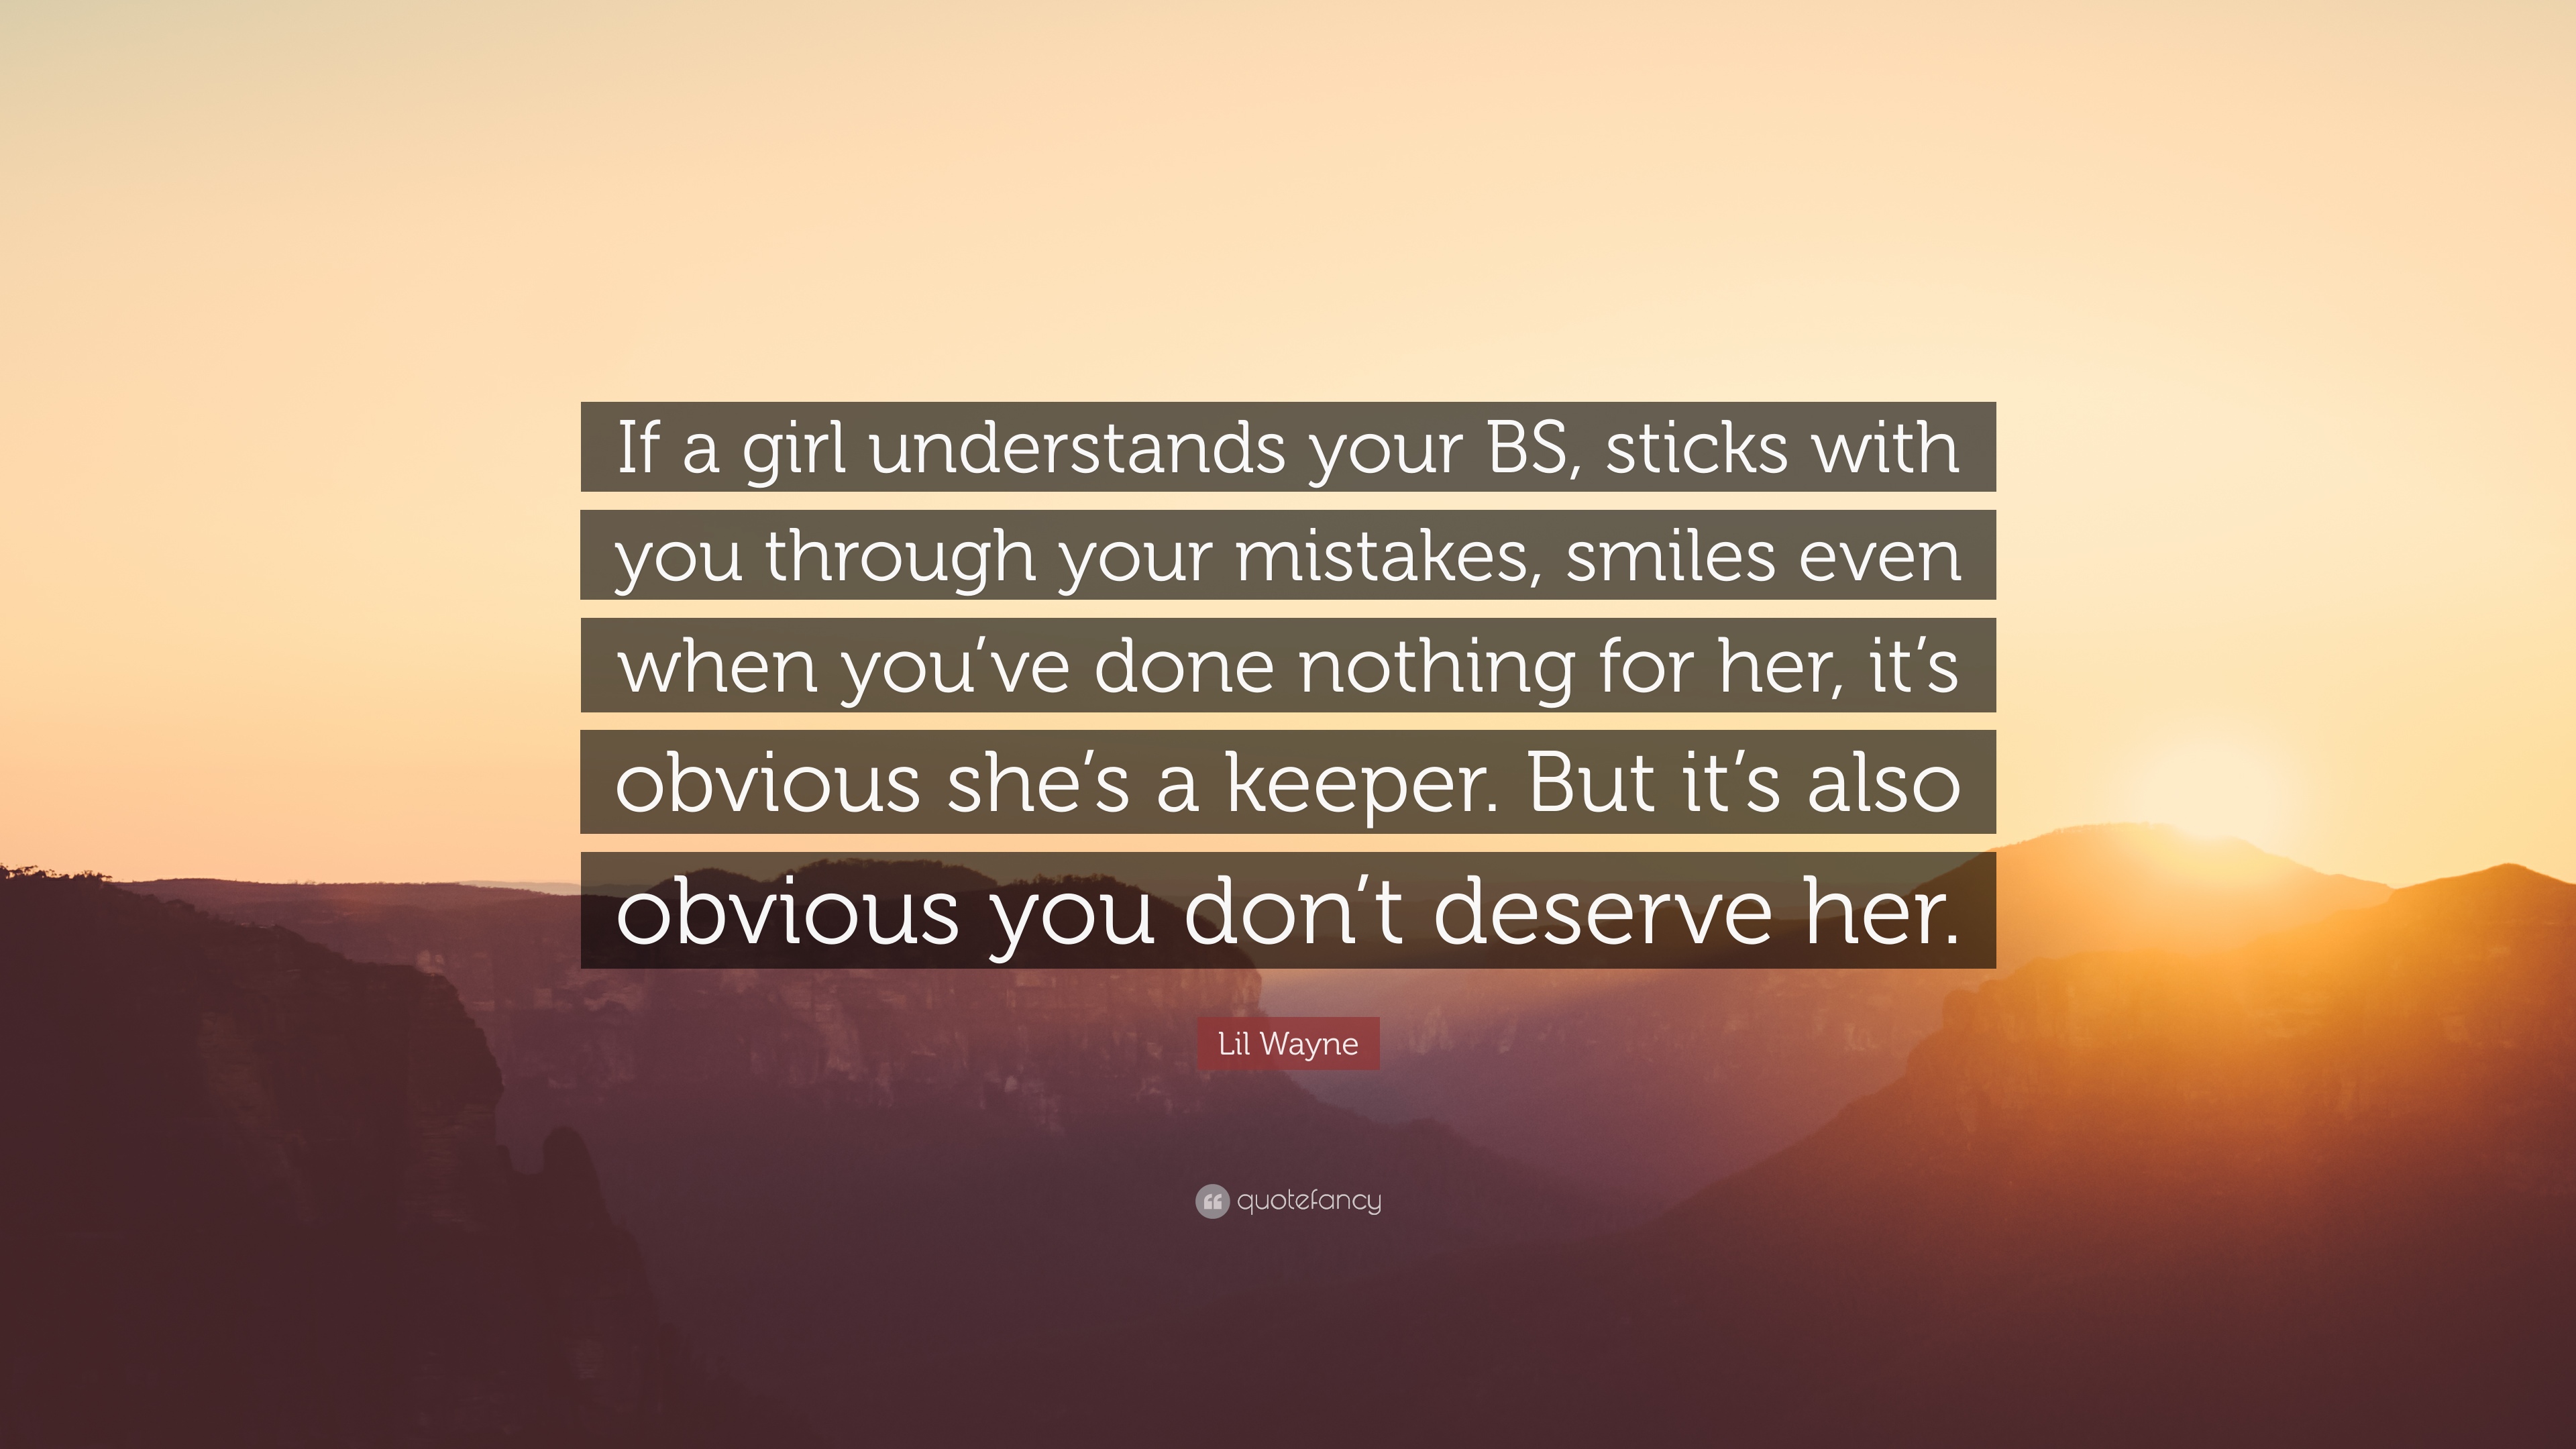 If a girl understands your BS, sticks with
you through your mistakes, smiles even
when you’ve done nothing for her, it’s
obvious she’s a keeper. But it’s also
obvious you don’t deserve her.
Lil Wayne
quotefancy